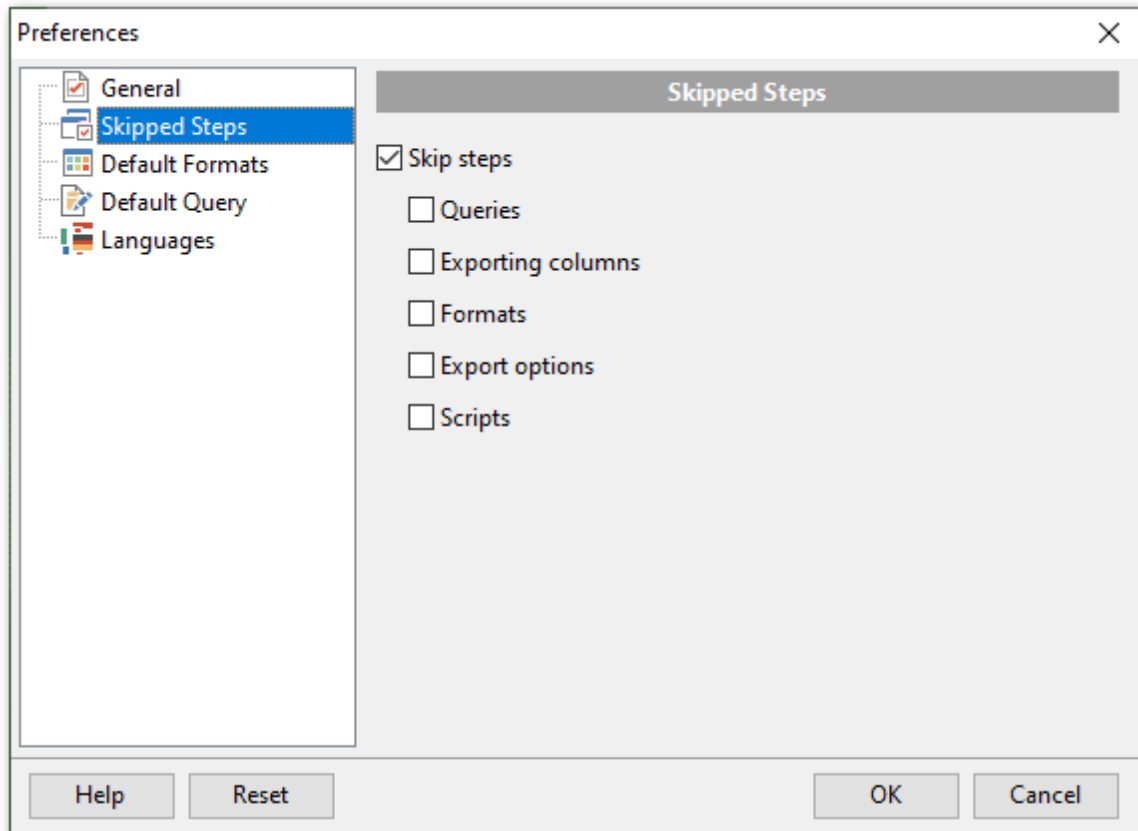 Preferences
General
Skipped Steps
Default Formats
Default Query
Languages
Skipped Steps
Skip steps
Queries
Exporting columns
Formats
Export options
Scripts
Help
Reset
OK
Cancel